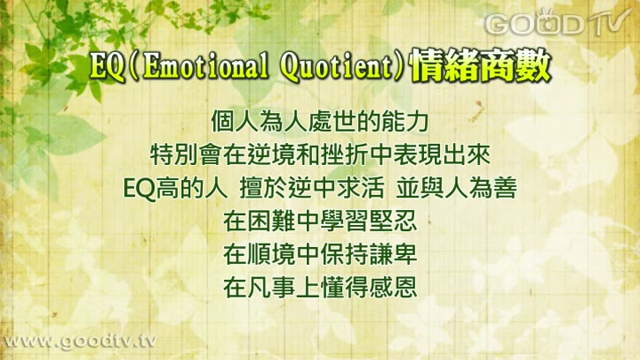 GOODTV
EQ(Emotional Quotient)情緒商數
個人為人處世的能力
特別會在逆境和挫折中表現出來
EQ高的人 擅於逆中求活 並與人為善
在困難中學習堅忍
在順境中保持謙卑
在凡事上懂得感恩
www.goodtv.tv